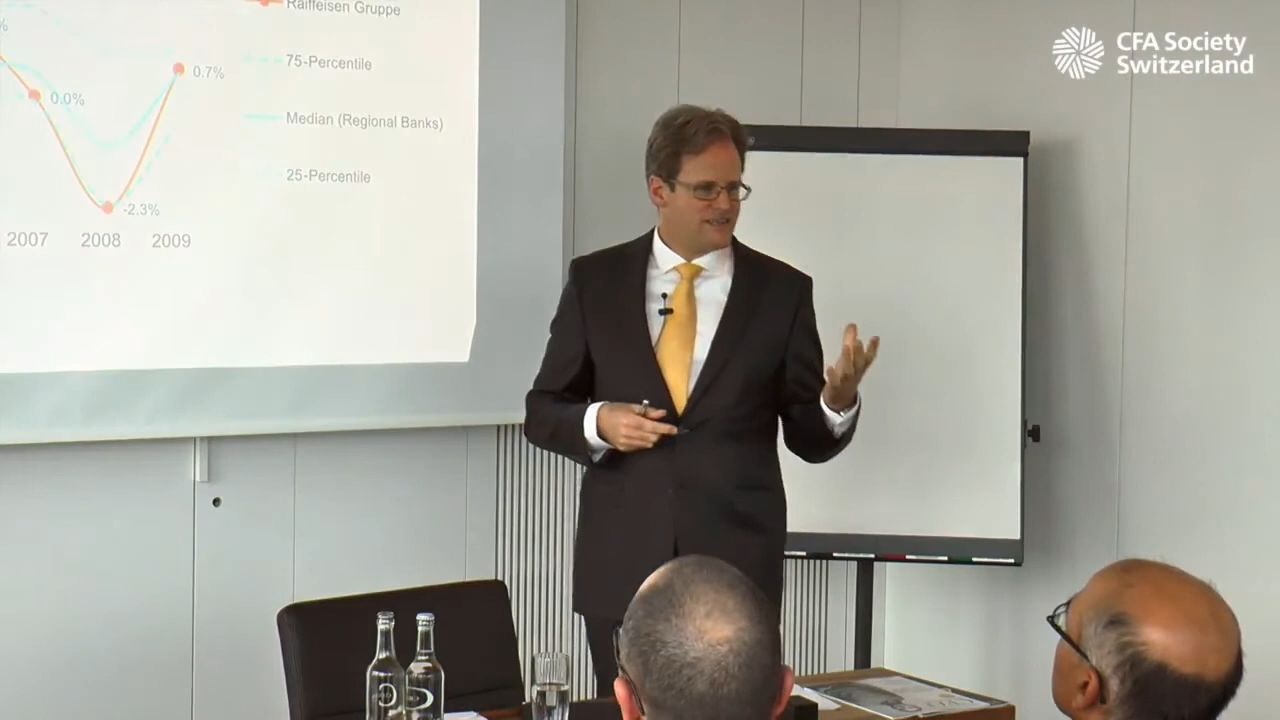 Raiffeisen Gruppe
75-Percentile
0.7%
0.0%
Median (Regional Banks)
25-Percentile
-2.3%
2007 2008 2009
CFA Society
Switzerland